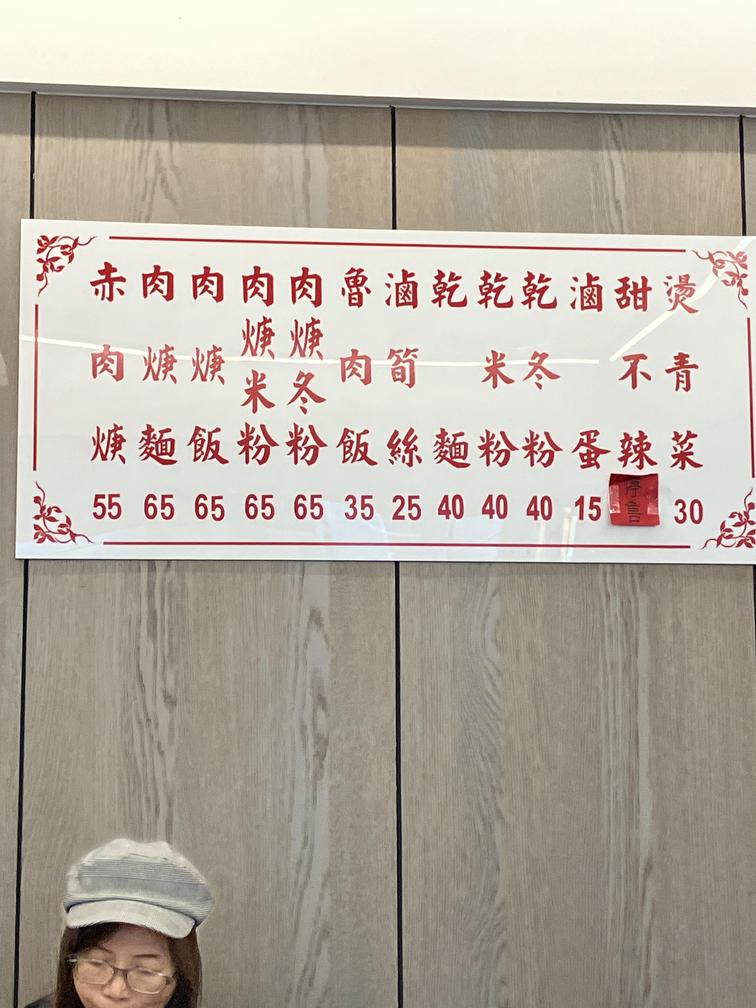 赤肉焿 55
肉焿麵 65
肉焿飯 65
肉焿米粉 65
肉焿冬粉 65
魯肉飯 35
滷筍絲 25
乾麵 40
乾米粉 40
乾冬粉 40
滷蛋 15
甜不辣 停售
燙青菜 30